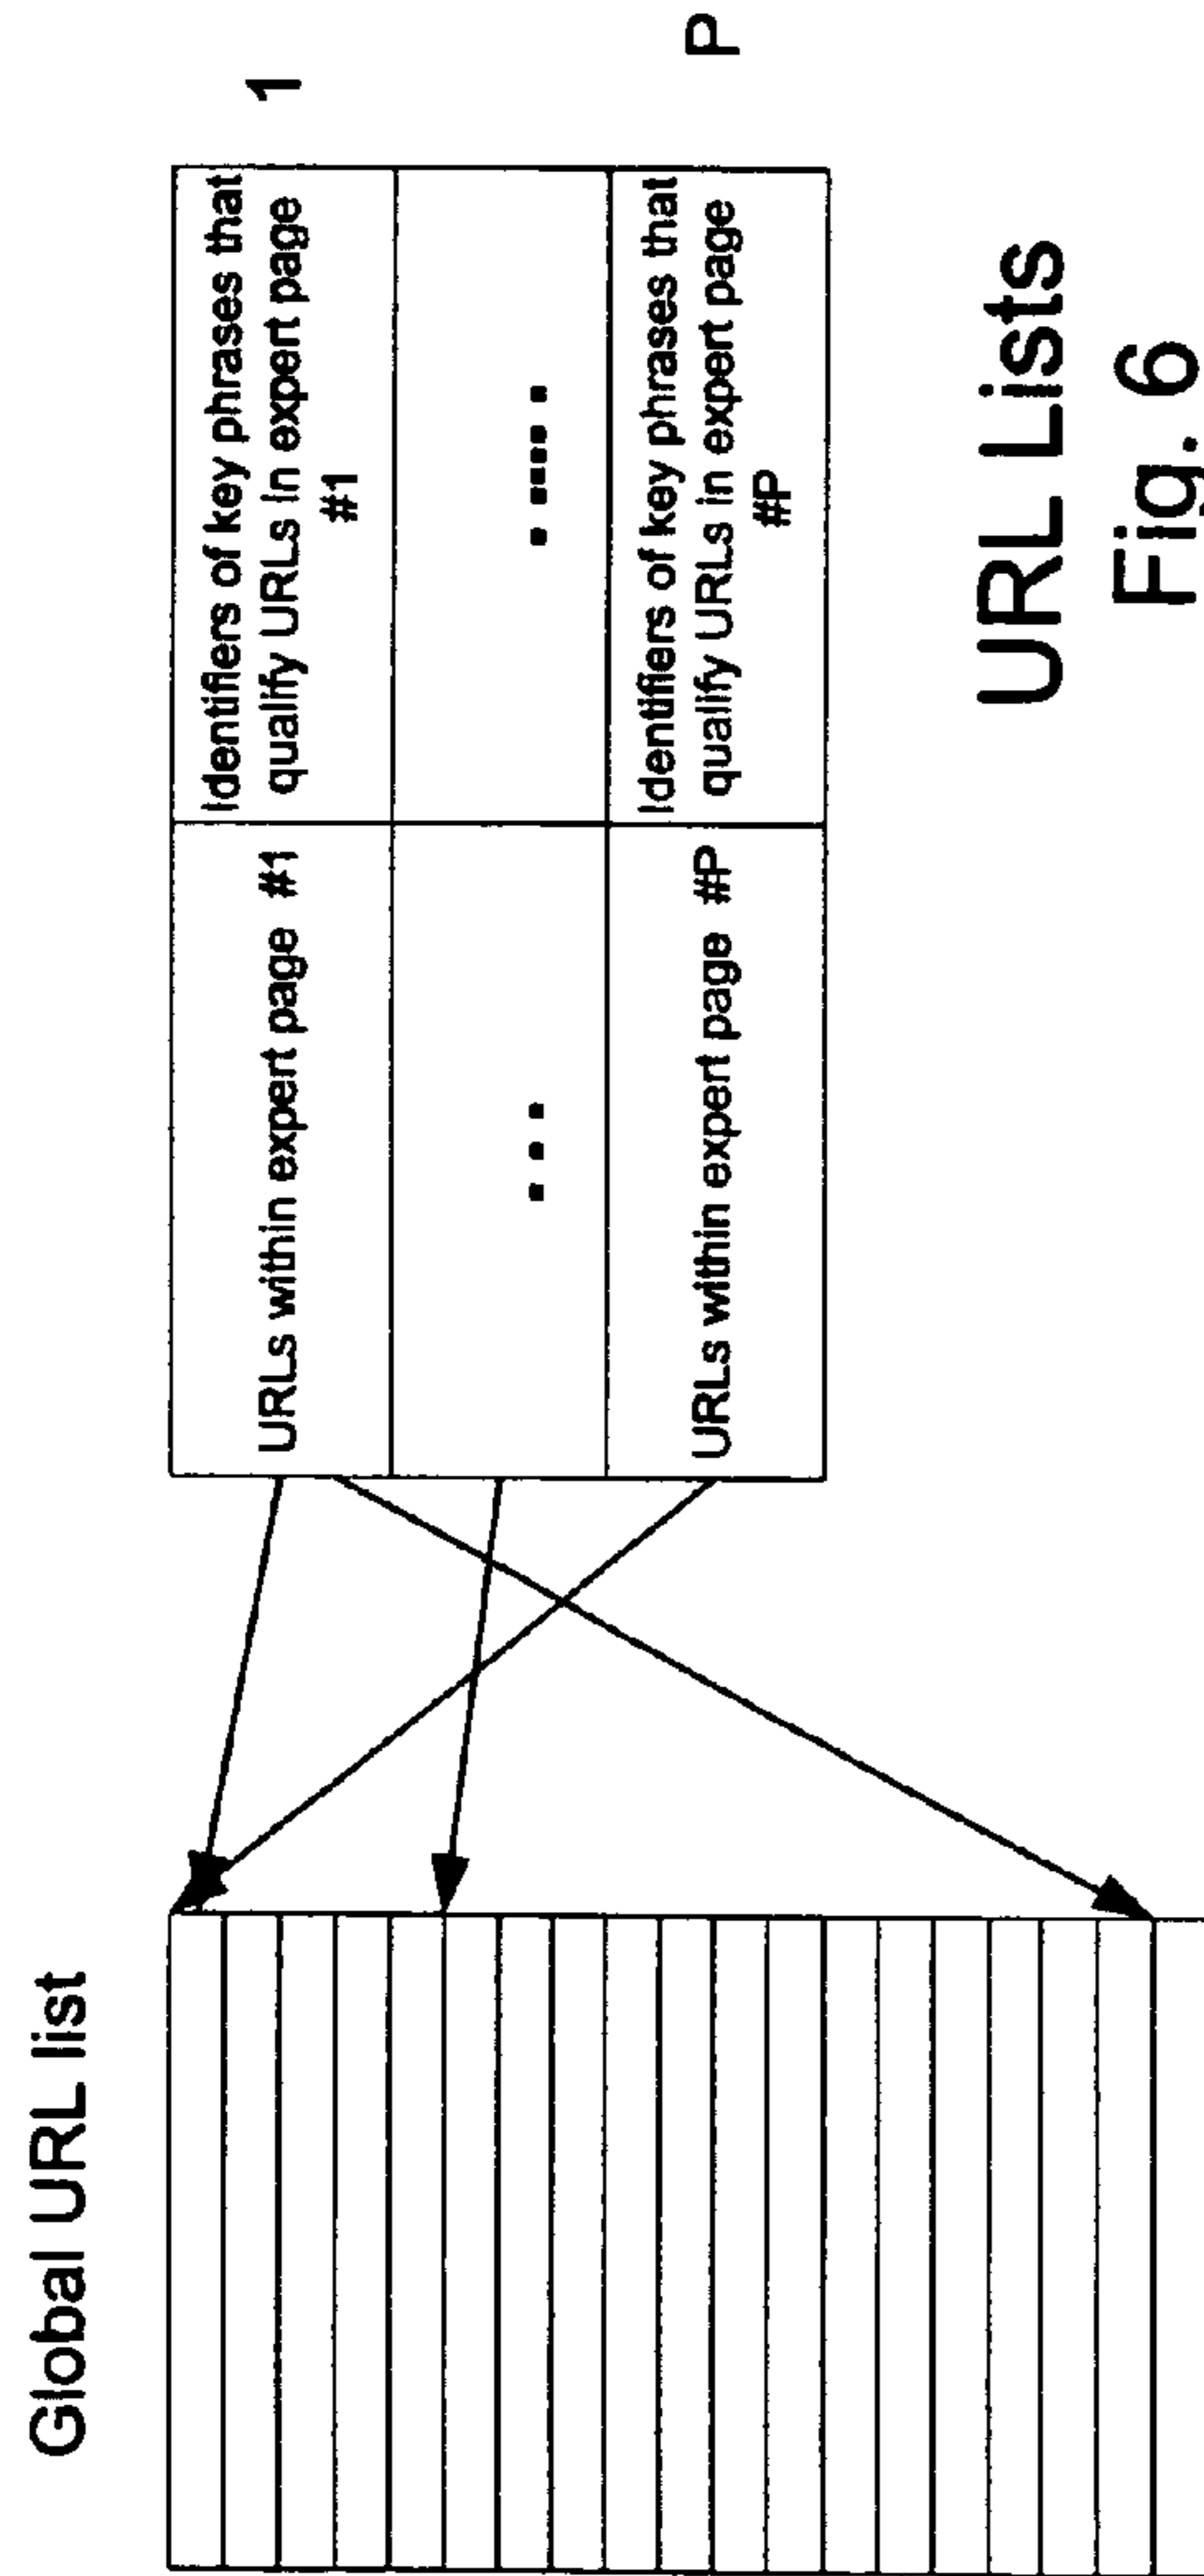 Global URL list
URLs within expert page #1
Identifiers of key phrases that
qualify URLs in expert page
#1
1
...
.....
URLs within expert page #P
Identifiers of key phrases that
qualify URLs in expert page
#P
P
URL Lists
Fig. 6